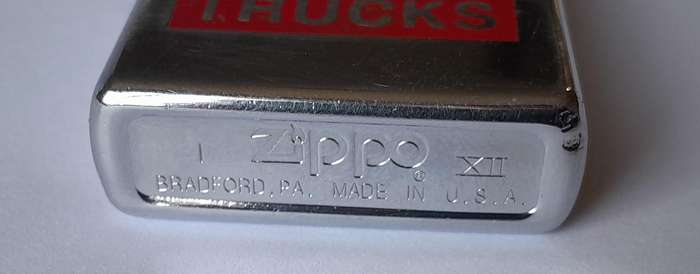 TRUCKS
I Zippo ® XII
BRADFORD, PA. MADE IN U.S.A.